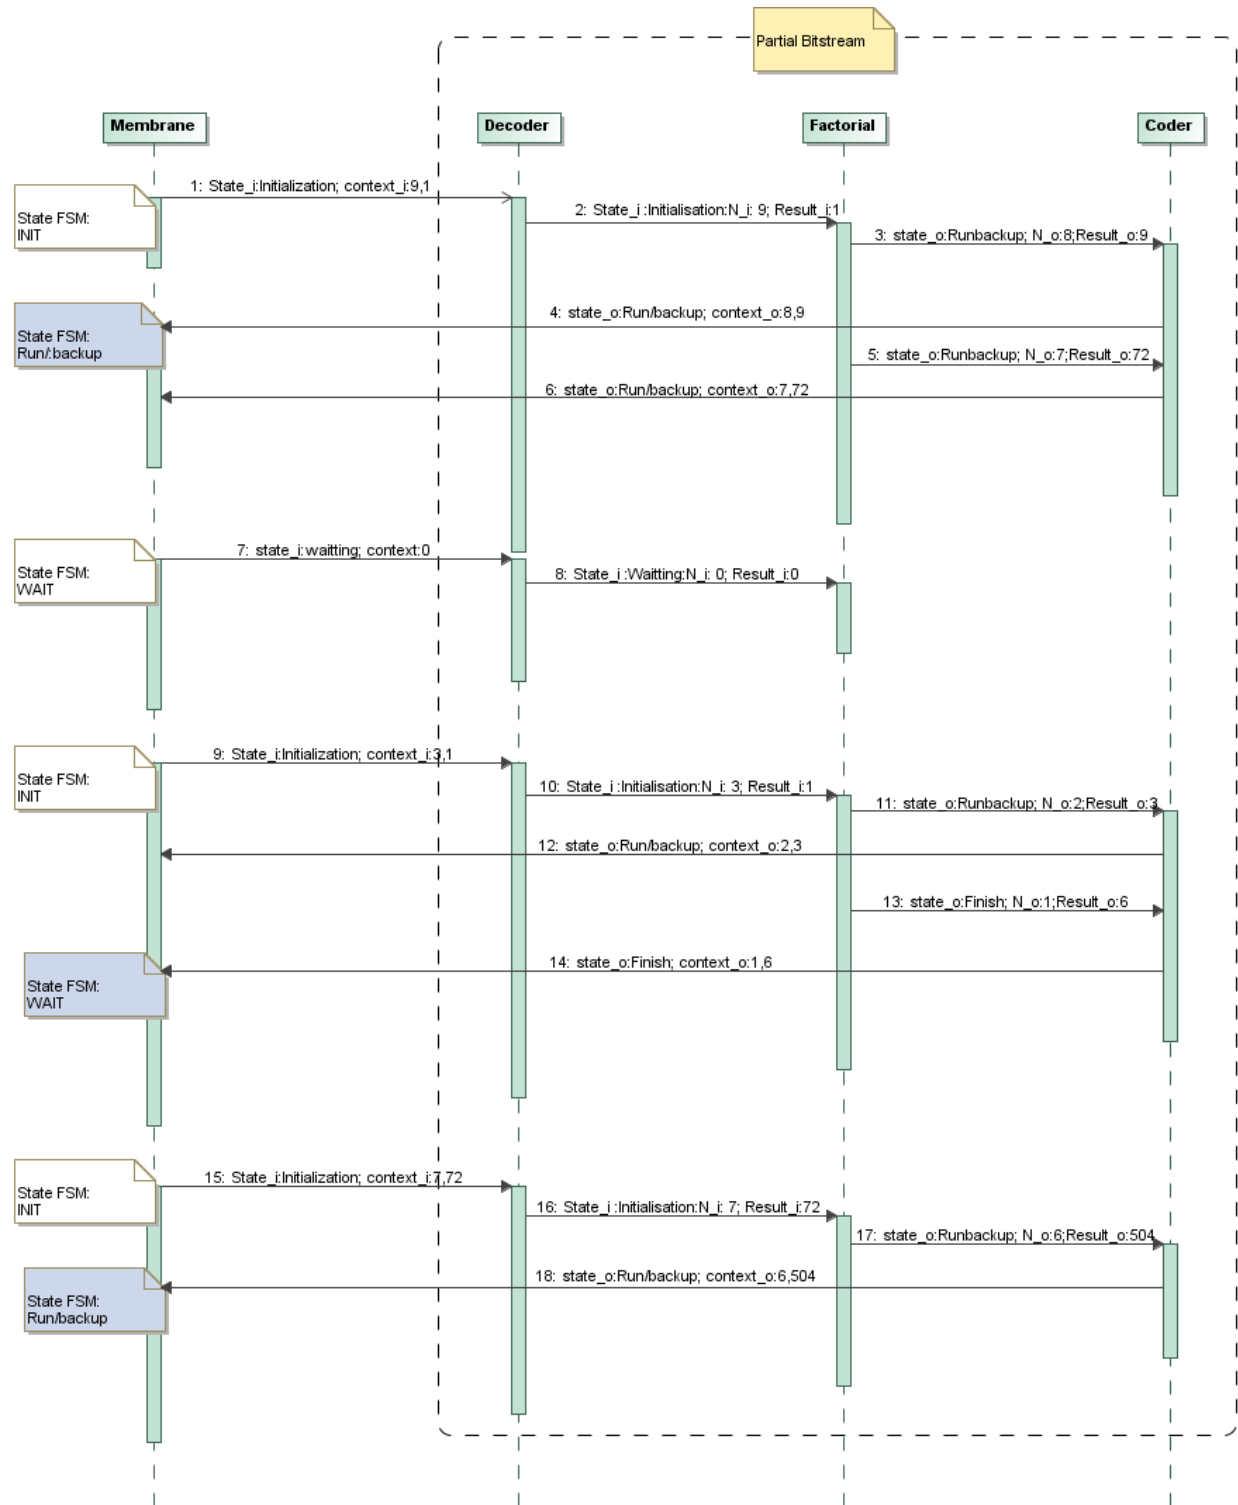 Partial Bitstream
Membrane
Decoder
Factorial
Coder
1: State_i:Initialization; context_i:9,1
State FSM:
INIT
2: State_i :Initialisation:N_i: 9; Result_i:1
3: state_o:Runbackup; N_o:8;Result_o:9
4: state_o:Run/backup; context_o:8,9
State FSM:
Run/:backup
5: state_o:Runbackup; N_o:7;Result_o:72
6: state_o:Run/backup; context_o:7,72
7: state_i:waitting; context:0
State FSM:
WAIT
8: State_i :Waitting:N_i: 0; Result_i:0
9: State_i:Initialization; context_i:3,1
State FSM:
INIT
10: State_i :Initialisation:N_i: 3; Result_i:1
11: state_o:Runbackup; N_o:2;Result_o:3
12: state_o:Run/backup; context_o:2,3
13: state_o:Finish; N_o:1;Result_o:6
14: state_o:Finish; context_o:1,6
State FSM:
WAIT
15: State_i:Initialization; context_i:7,72
State FSM:
INIT
16: State_i :Initialisation:N_i: 7; Result_i:72
17: state_o:Runbackup; N_o:6;Result_o:504
18: state_o:Run/backup; context_o:6,504
State FSM:
Run/backup